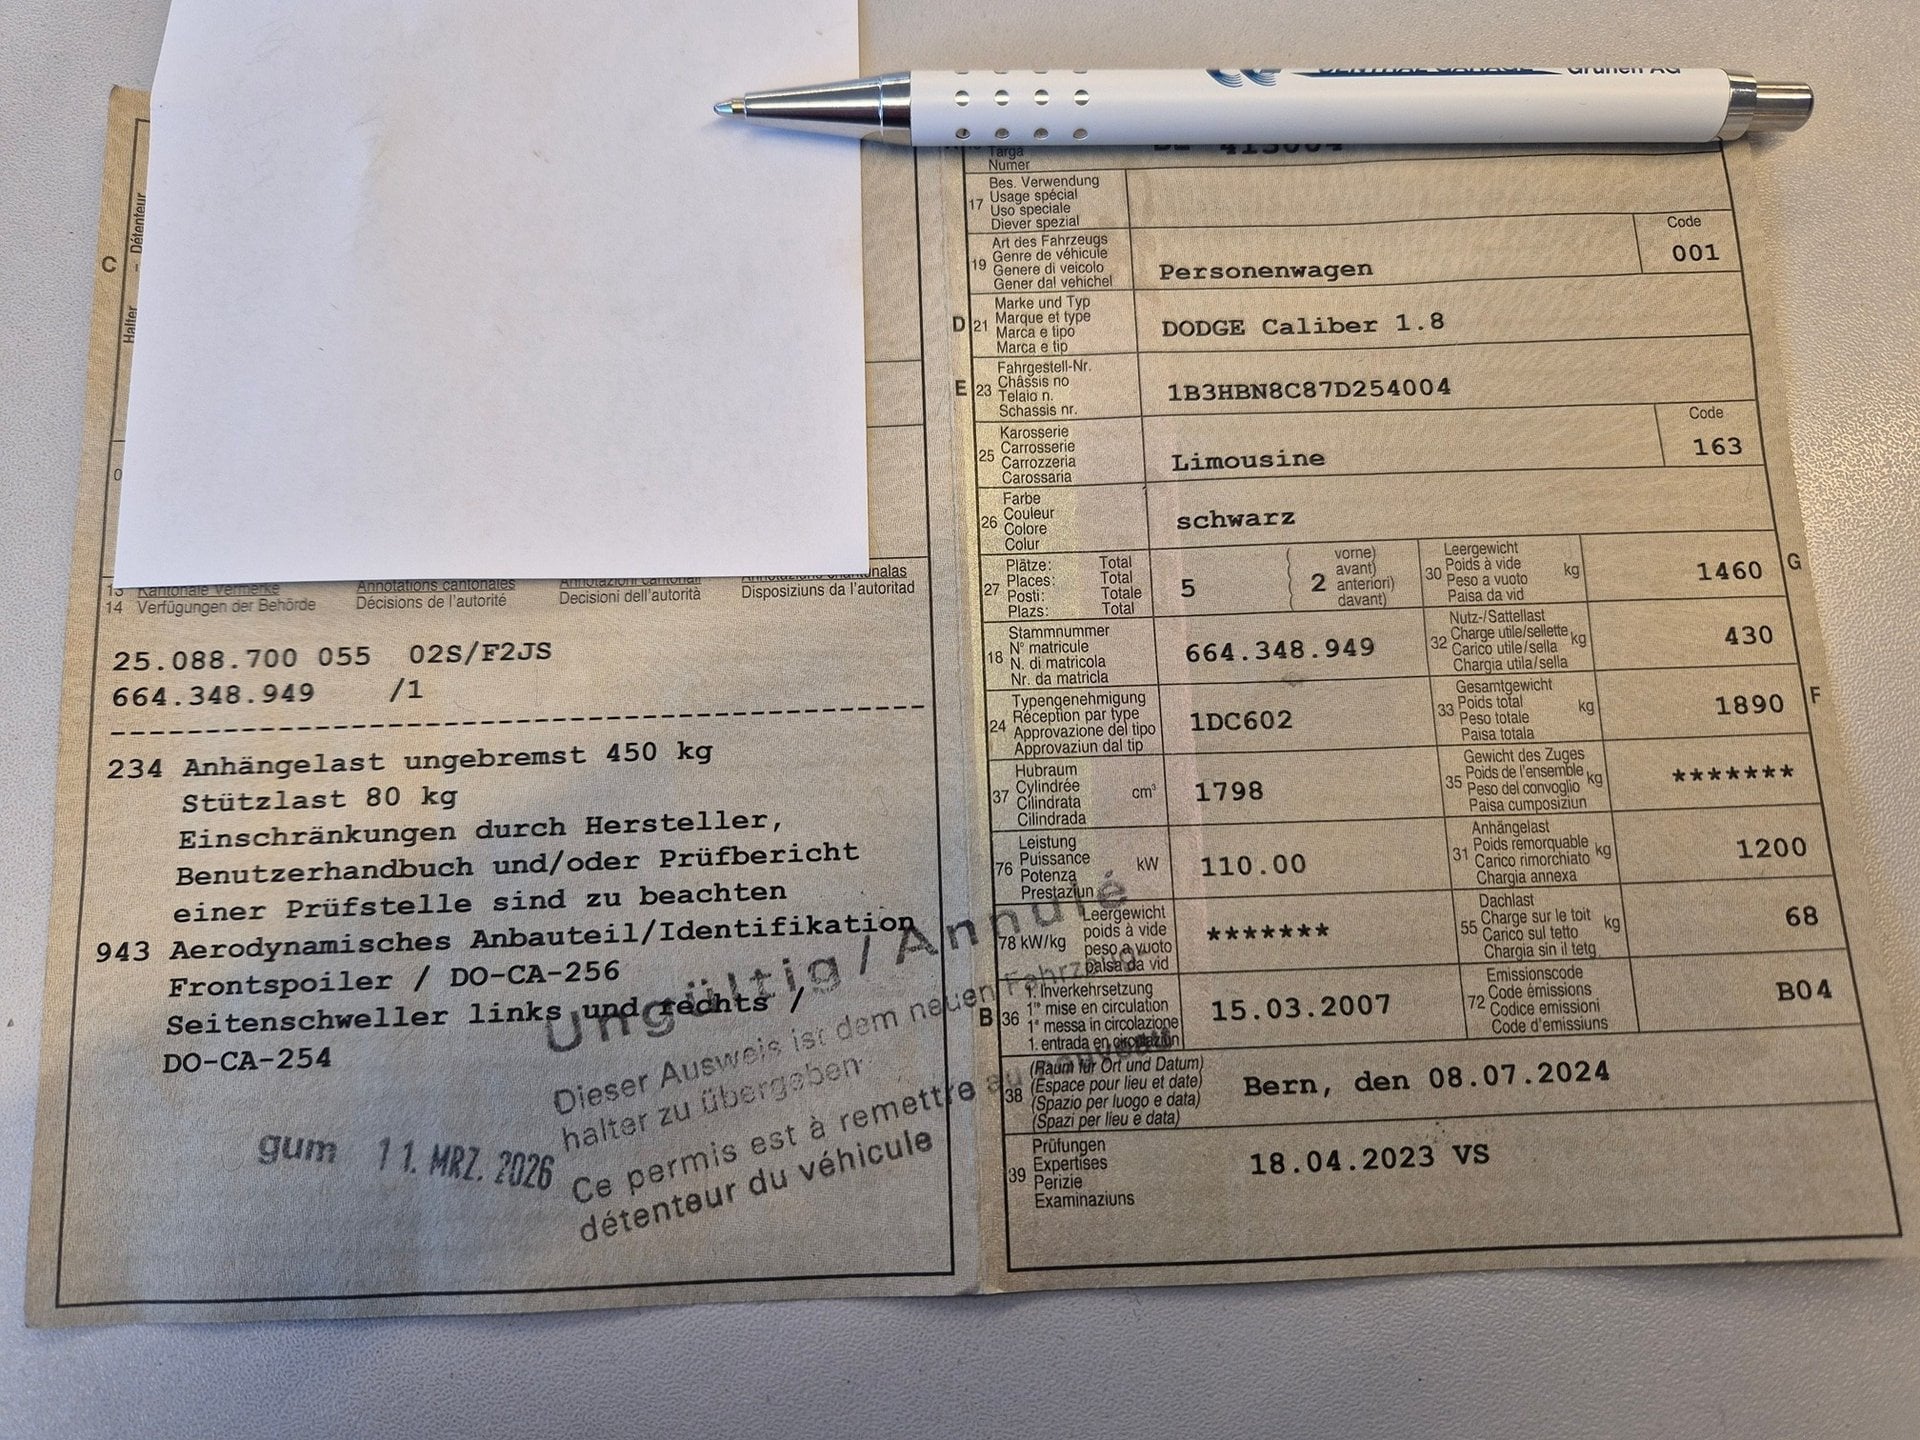 Grünen AG
C
Halter - Détenteur
13 Kantonale Vermerke Annotations cantonales Annotazioni cantonali Annotaziuns chantunalas
14 Verfügungen der Behörde Décisions de l'autorité Decisioni dell'autorità Disposiziuns da l'autoritad
25.088.700 055 02S/F2JS
664.348.949 /1
234 Anhängelast ungebremst 450 kg
Stützlast 80 kg
Einschränkungen durch Hersteller,
Benutzerhandbuch und/oder Prüfbericht
einer Prüfstelle sind zu beachten
943 Aerodynamisches Anbauteil/Identifikation
Frontspoiler / DO-CA-256
Seitenschweller links und rechts /
DO-CA-254
Ungültig / Annulé
Dieser Ausweis ist dem neuen Fahrzeug-
halter zu übergeben
Ce permis est à remettre au nouveau
détenteur du véhicule
gum 11. MRZ. 2026
Targa
Numer
17 Bes. Verwendung
Usage spécial
Uso speciale
Diever spezial
19 Art des Fahrzeugs
Genre de véhicule
Genere di veicolo
Gener dal vehichel
Personenwagen
Code
001
D 21 Marke und Typ
Marque et type
Marca e tipo
Marca e tip
DODGE Caliber 1.8
E 23 Fahrgestell-Nr.
Châssis no
Telaio n.
Schassis nr.
1B3HBN8C87D254004
25 Karosserie
Carrosserie
Carrozzeria
Carossaria
Limousine
Code
163
26 Farbe
Couleur
Colore
Colur
schwarz
27 Plätze: Total
Places: Total
Posti: Totale
Plazs: Total
5
2
vorne)
avant)
anteriori)
davant)
30 Leergewicht
Poids à vide
Peso a vuoto
Paisa da vid
kg
1460
G
18 Stammnummer
N° matricule
N. di matricola
Nr. da matricla
664.348.949
32 Nutz-/Sattellast
Charge utile/sellette
Carico utile/sella
Chargia utila/sella
kg
430
24 Typengenehmigung
Réception par type
Approvazione del tipo
Approvaziun dal tip
1DC602
33 Gesamtgewicht
Poids total
Peso totale
Paisa totala
kg
1890
F
37 Hubraum
Cylindrée
Cilindrata
Cilindrada
cm³
1798
35 Gewicht des Zuges
Poids de l'ensemble
Peso del convoglio
Paisa cumposiziun
kg
*******
76 Leistung
Puissance
Potenza
Prestaziun
kW
110.00
31 Anhängelast
Poids remorquable
Carico rimorchiato
Chargia annexa
kg
1200
78 kW/kg
Leergewicht
poids à vide
peso a vuoto
paisa da vid
*******
55 Dachlast
Charge sur le toit
Carico sul tetto
Chargia sin il tetg
kg
68
B 36 1. Inverkehrsetzung
1re mise en circulation
1a messa in circolazione
1. entrada en circulaziun
15.03.2007
72 Emissionscode
Code émissions
Codice emissioni
Code d'emissiuns
B04
38 (Raum für Ort und Datum)
(Espace pour lieu et date)
(Spazio per luogo e data)
(Spazi per lieu e data)
Bern, den 08.07.2024
39 Prüfungen
Expertises
Perizie
Examinaziuns
18.04.2023 VS